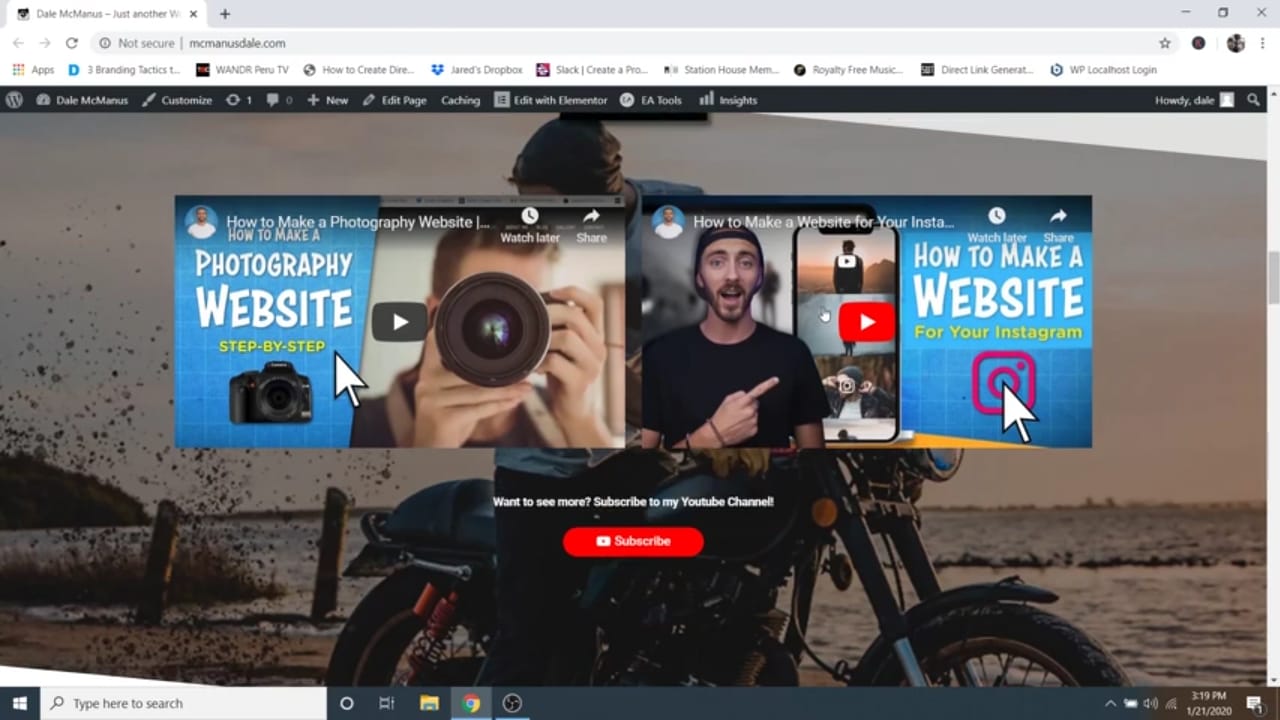 Dale McManus – Just another W
Not secure | mcmanusdale.com
Apps
3 Branding Tactics t...
WANDR Peru TV
How to Create Dire...
Jared's Dropbox
Slack | Create a Pro...
Station House Mem...
Royalty Free Music...
Direct Link Generat...
WP Localhost Login
Dale McManus
Customize
1
0
New
Edit Page
Caching
Edit with Elementor
EA Tools
Insights
Howdy, dale
How to Make a Photography Website |...
Watch later
Share
How to Make a
Photography
Website
STEP-BY-STEP
How to Make a Website for Your Insta...
Watch later
Share
How to Make a
Website
For Your Instagram
Want to see more? Subscribe to my Youtube Channel!
Subscribe
Type here to search
3:19 PM
1/21/2020
1